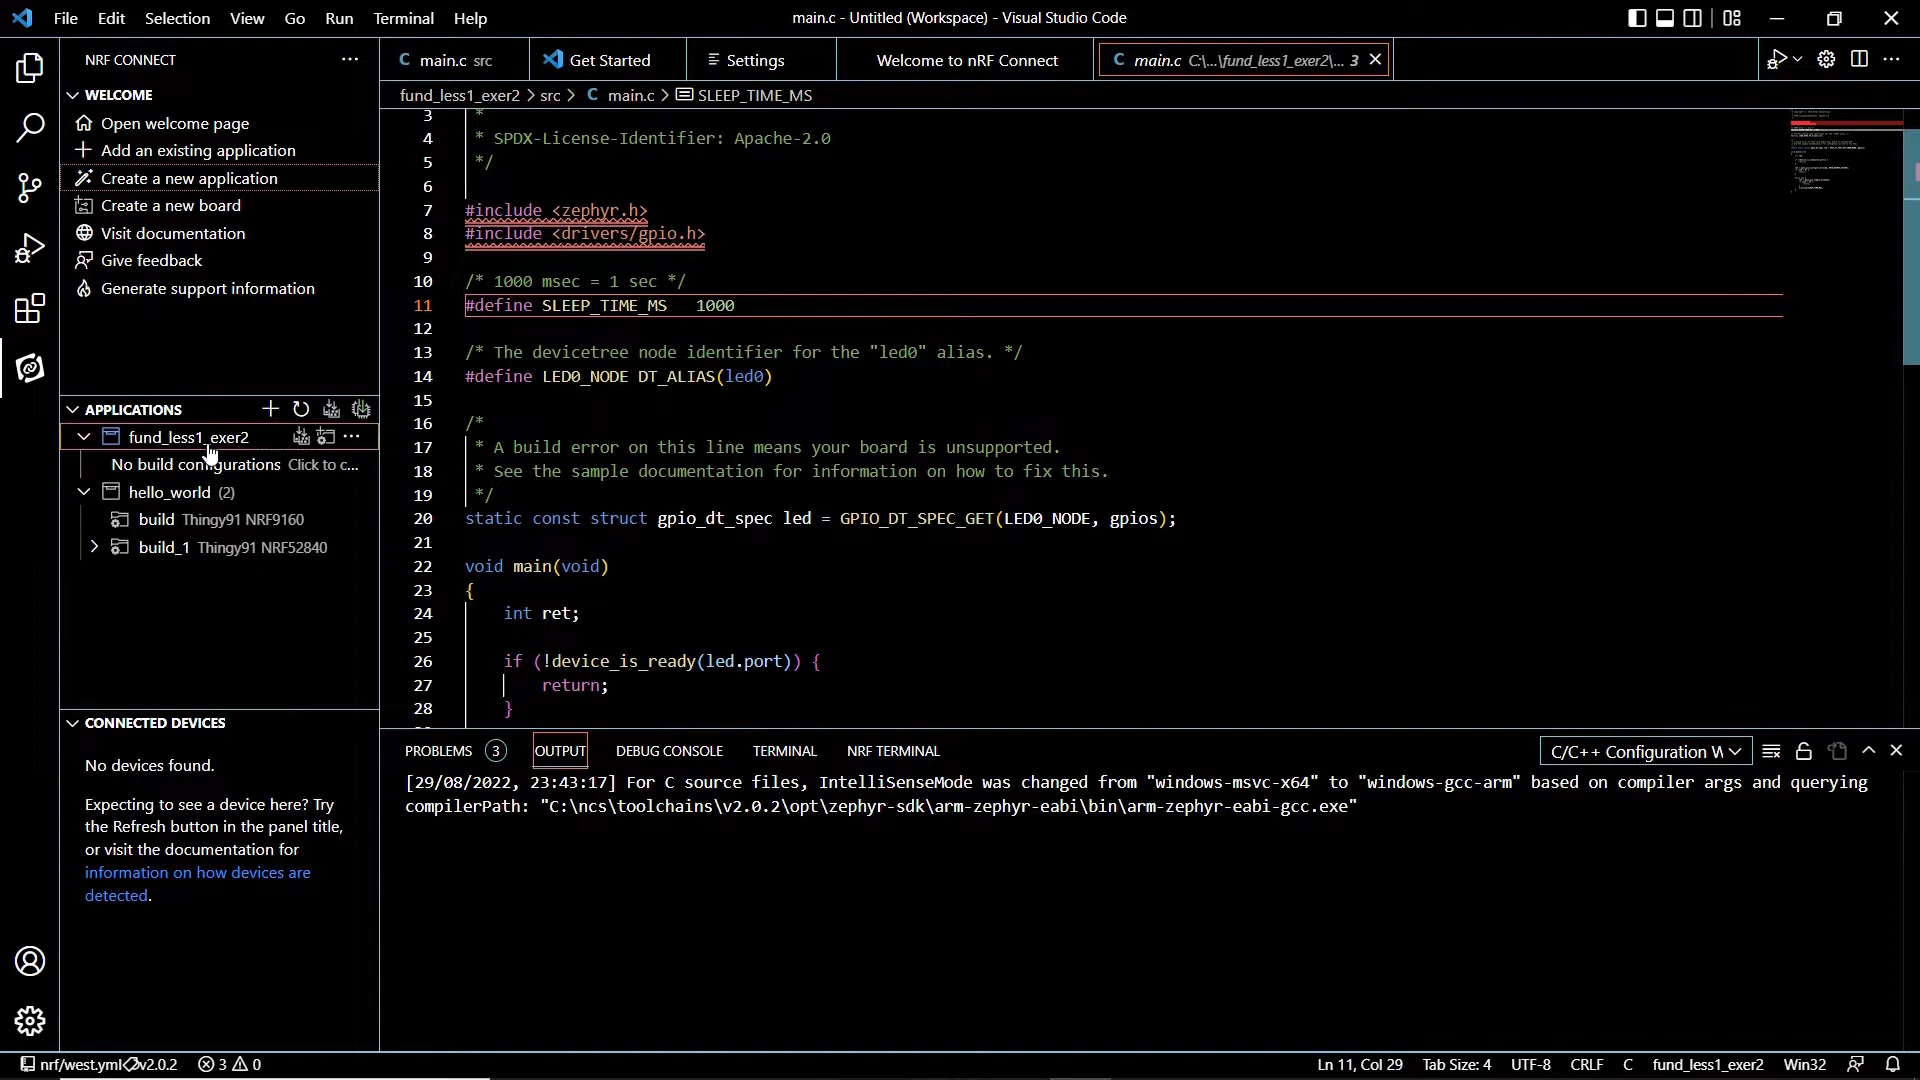 File Edit Selection View Go Run Terminal Help
main.c - Untitled (Workspace) - Visual Studio Code
NRF CONNECT
WELCOME
Open welcome page
Add an existing application
Create a new application
Create a new board
Visit documentation
Give feedback
Generate support information
APPLICATIONS
fund_less1_exer2
No build configurations Click to c...
hello_world (2)
build Thingy91 NRF9160
build_1 Thingy91 NRF52840
CONNECTED DEVICES
No devices found.
Expecting to see a device here? Try
the Refresh button in the panel title,
or visit the documentation for
information on how devices are
detected.
C main.c src
Get Started
Settings
Welcome to nRF Connect
C main.c C:\...\fund_less1_exer2\... 3
fund_less1_exer2 > src > C main.c > SLEEP_TIME_MS
3 *
4 * SPDX-License-Identifier: Apache-2.0
5 */
6
7 #include <zephyr.h>
8 #include <drivers/gpio.h>
9
10 /* 1000 msec = 1 sec */
11 #define SLEEP_TIME_MS 1000
12
13 /* The devicetree node identifier for the "led0" alias. */
14 #define LED0_NODE DT_ALIAS(led0)
15
16 /*
17 * A build error on this line means your board is unsupported.
18 * See the sample documentation for information on how to fix this.
19 */
20 static const struct gpio_dt_spec led = GPIO_DT_SPEC_GET(LED0_NODE, gpios);
21
22 void main(void)
23 {
24 int ret;
25
26 if (!device_is_ready(led.port)) {
27 return;
28 }
PROBLEMS 3 OUTPUT DEBUG CONSOLE TERMINAL NRF TERMINAL
C/C++ Configuration W
[29/08/2022, 23:43:17] For C source files, IntelliSenseMode was changed from "windows-msvc-x64" to "windows-gcc-arm" based on compiler args and querying
compilerPath: "C:\ncs\toolchains\v2.0.2\opt\zephyr-sdk\arm-zephyr-eabi\bin\arm-zephyr-eabi-gcc.exe"
nrf/west.yml v2.0.2 3 0
Ln 11, Col 29 Tab Size: 4 UTF-8 CRLF C fund_less1_exer2 Win32